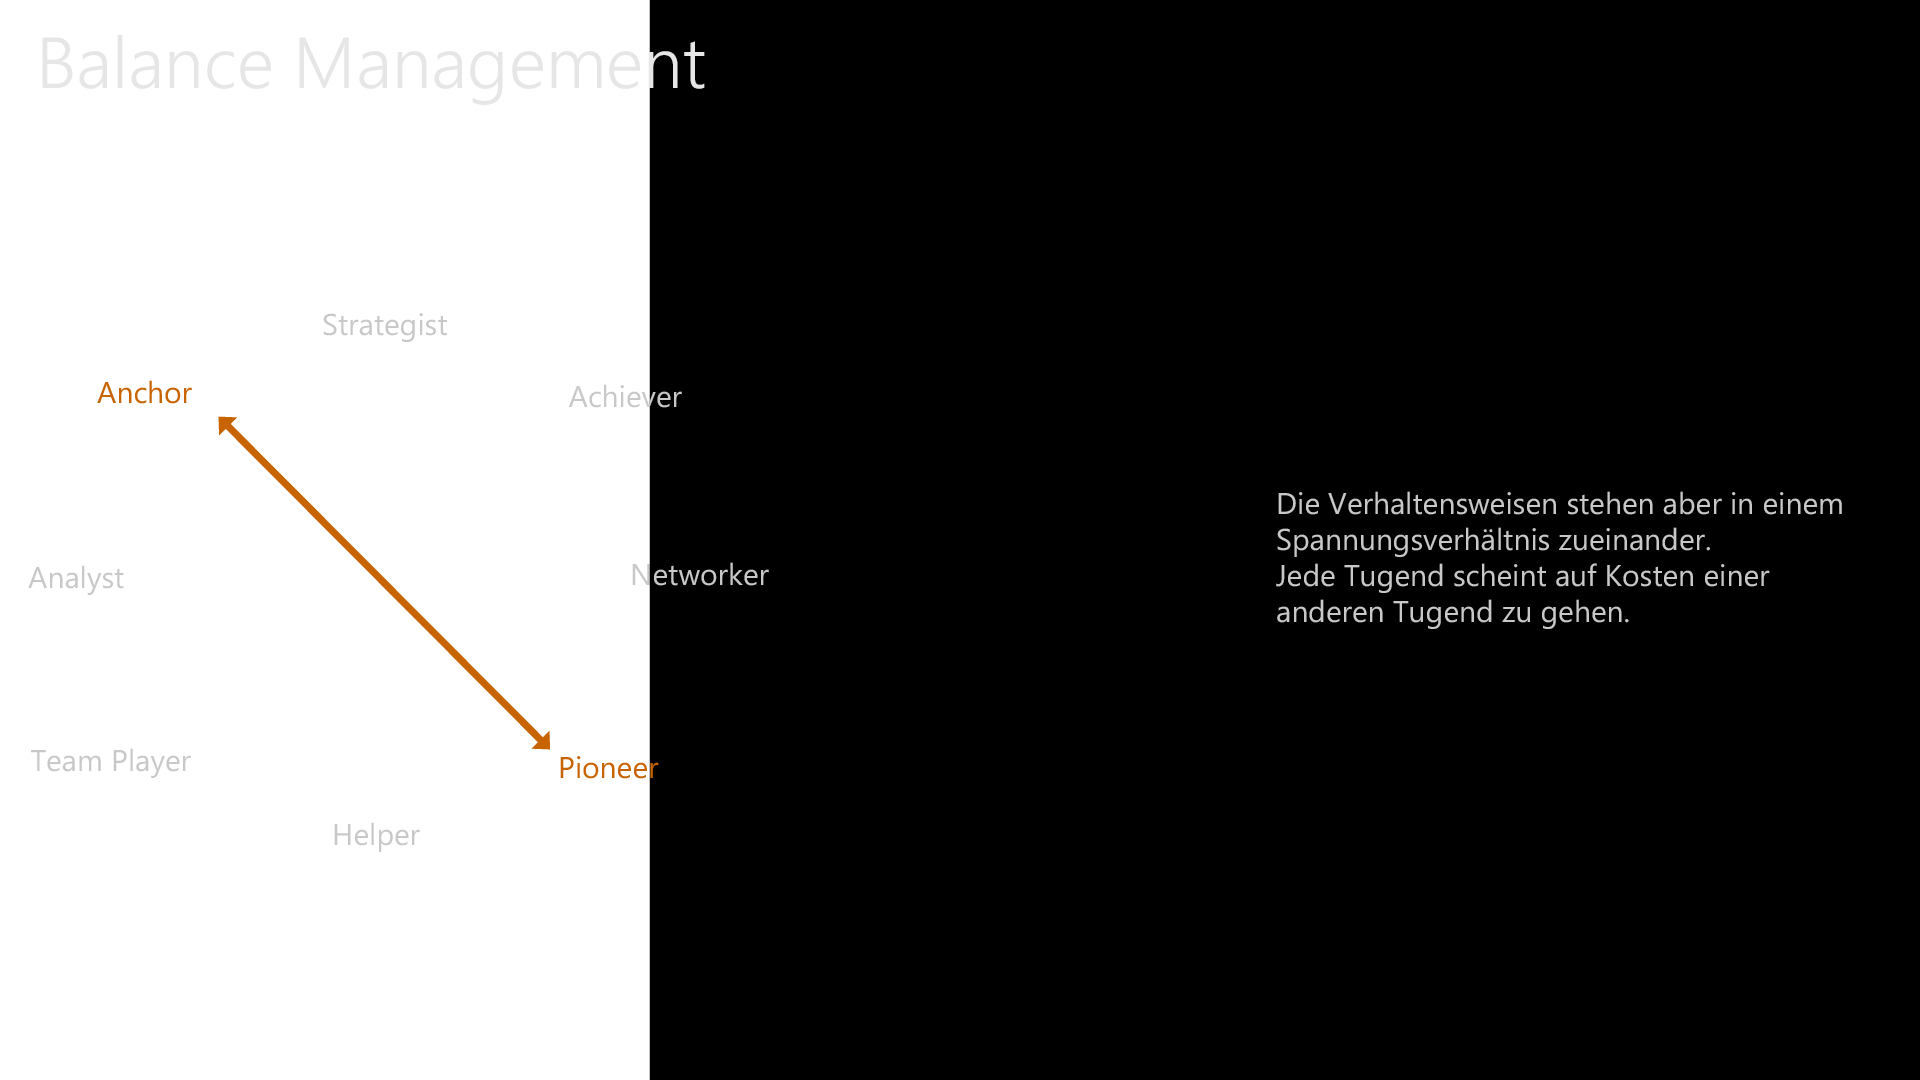 Balance Management
Strategist
Anchor
Achiever
Analyst
Networker
Team Player
Pioneer
Helper
Die Verhaltensweisen stehen aber in einem
Spannungsverhältnis zueinander.
Jede Tugend scheint auf Kosten einer
anderen Tugend zu gehen.